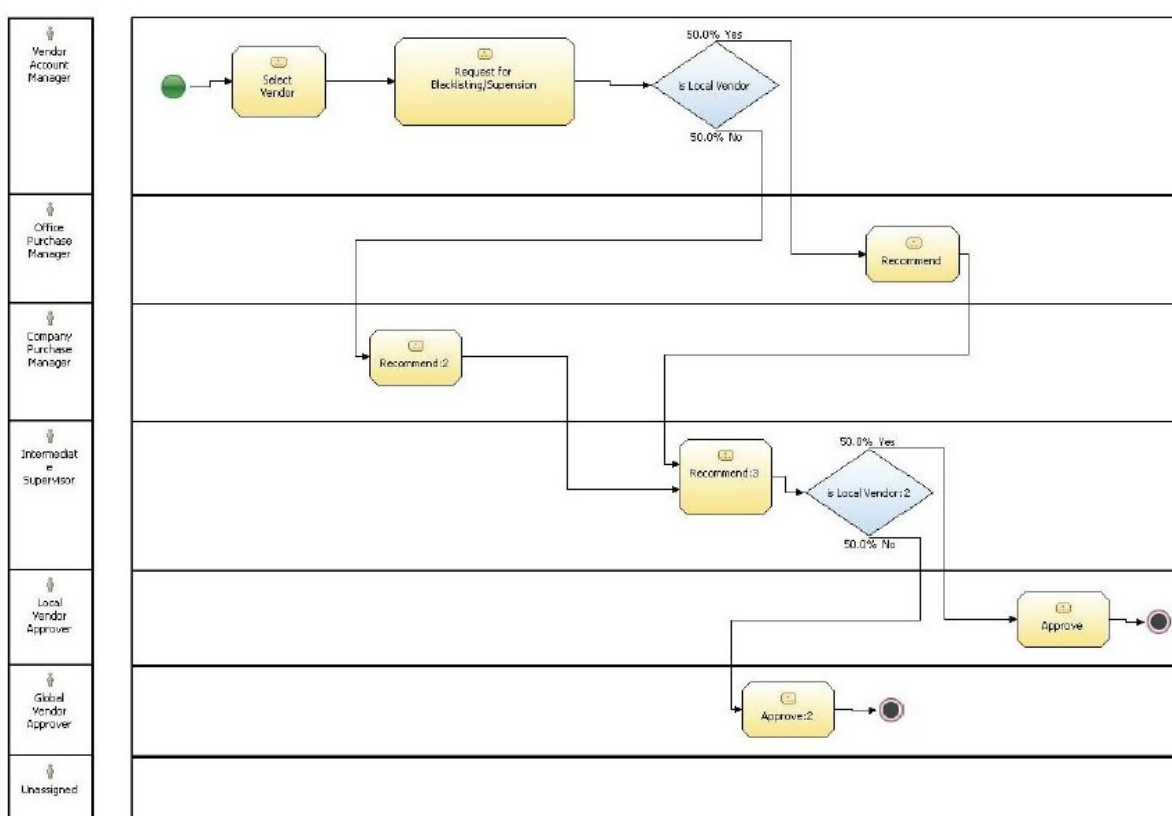 Vendor
Account
Manager
Select
Vendor
Request for
Blacklisting/Supension
50.0% Yes
is Local Vendor
50.0% No
Office
Purchase
Manager
Recommend
Company
Purchase
Manager
Recommend:2
Intermediat
e
Supervisor
Recommend:3
50.0% Yes
is Local Vendor:2
50.0% No
Local
Vendor
Approver
Approve
Global
Vendor
Approver
Approve:2
Unassigned